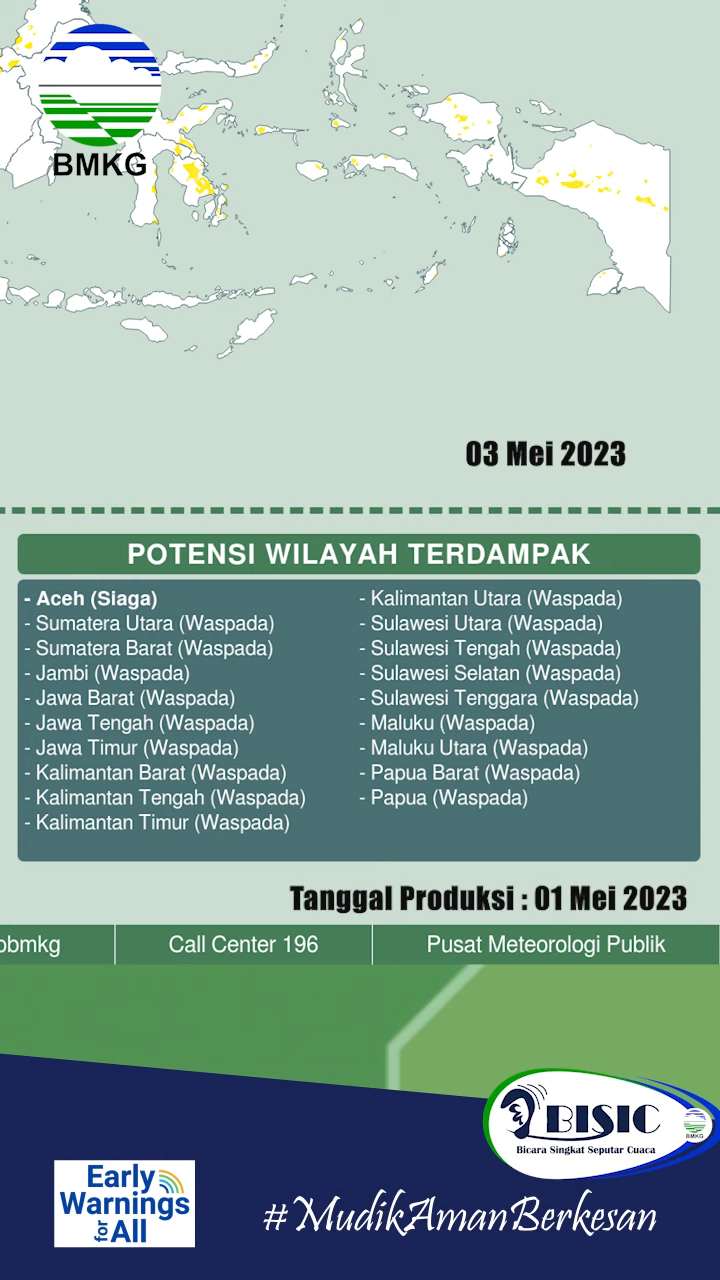 BMKG
03 Mei 2023
POTENSI WILAYAH TERDAMPAK
- Aceh (Siaga)
- Sumatera Utara (Waspada)
- Sumatera Barat (Waspada)
- Jambi (Waspada)
- Jawa Barat (Waspada)
- Jawa Tengah (Waspada)
- Jawa Timur (Waspada)
- Kalimantan Barat (Waspada)
- Kalimantan Tengah (Waspada)
- Kalimantan Timur (Waspada)
- Kalimantan Utara (Waspada)
- Sulawesi Utara (Waspada)
- Sulawesi Tengah (Waspada)
- Sulawesi Selatan (Waspada)
- Sulawesi Tenggara (Waspada)
- Maluku (Waspada)
- Maluku Utara (Waspada)
- Papua Barat (Waspada)
- Papua (Waspada)
Tanggal Produksi : 01 Mei 2023
obmkg
Call Center 196
Pusat Meteorologi Publik
BISIC
Bicara Singkat Seputar Cuaca
BMKG
Early
Warnings
for All
#MudikAmanBerkesan